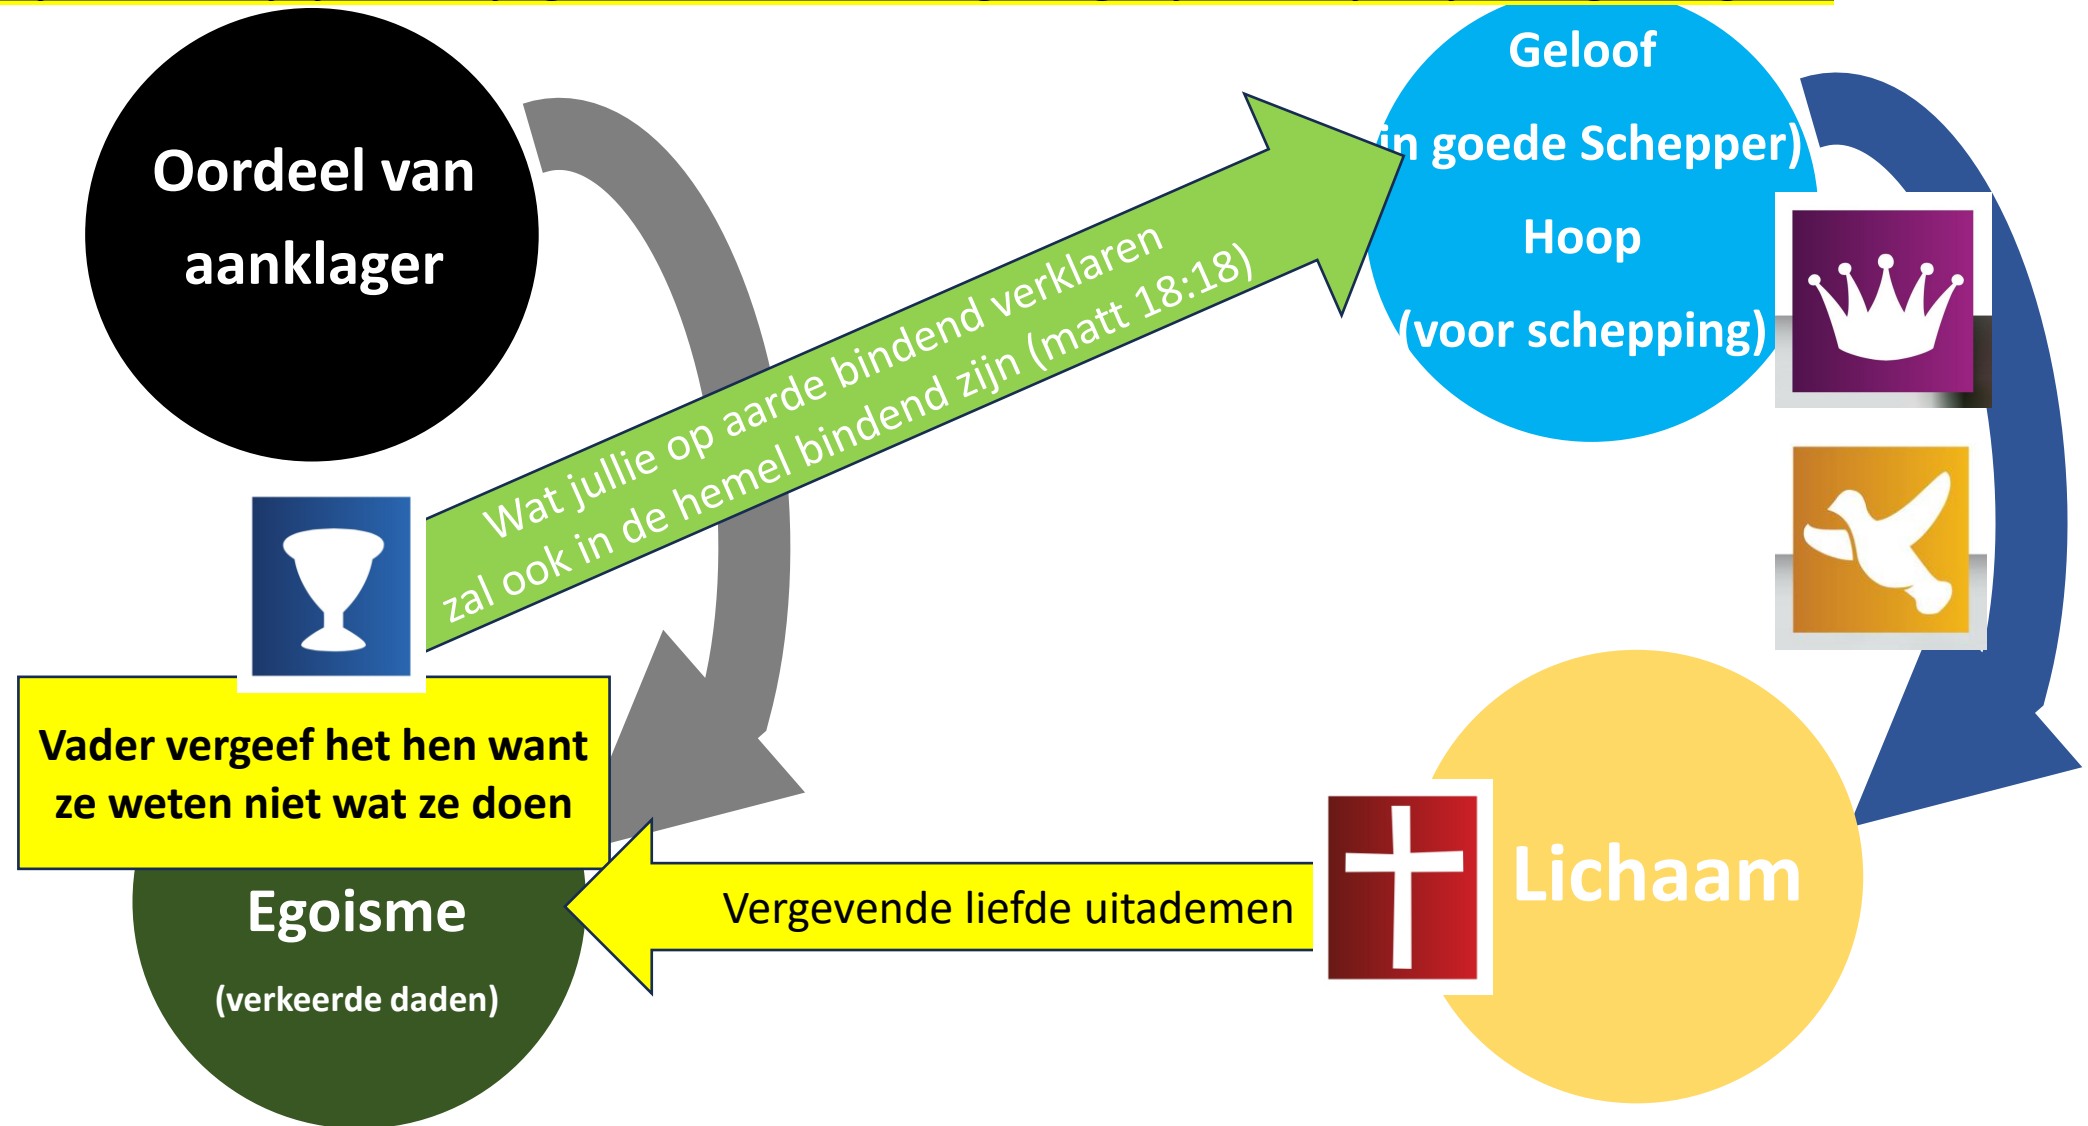 Oordeel van
aanklager
Geloof
in goede Schepper)
Hoop
(voor schepping)
Wat jullie op aarde bindend verklaren
zal ook in de hemel bindend zijn (matt 18:18)
Vader vergeef het hen want
ze weten niet wat ze doen
Egoisme
(verkeerde daden)
Vergevende liefde uitademen
Lichaam